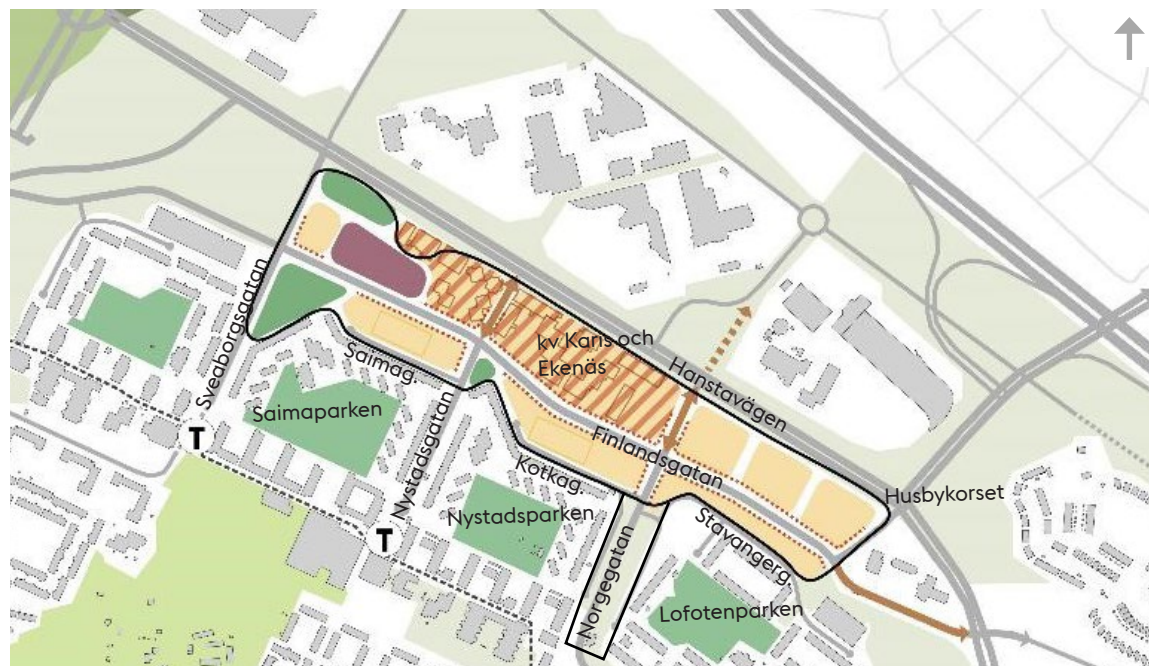 kv Karis och
Ekenäs
Hanstavägen
Sveaborgsgatan
Saimag.
Finlandsgatan
Husbykorset
Saimaparken
Nystadsgatan
Kotkag.
Nystadsparken
Stavangerg.
T
T
Norgegatan
Lofotenparken